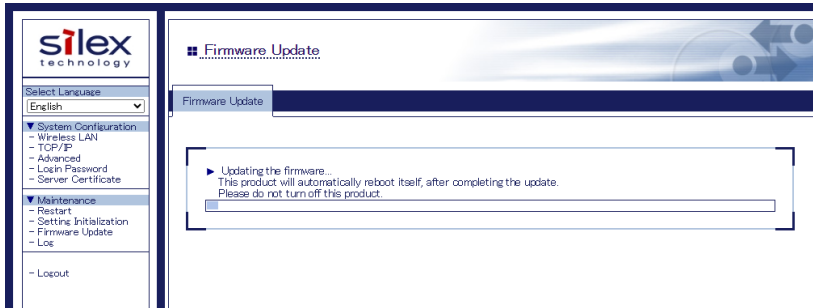 silex
technology
Select Language
English
▼ System Configuration
- Wireless LAN
- TCP/IP
- Advanced
- Login Password
- Server Certificate
▼ Maintenance
- Restart
- Setting Initialization
- Firmware Update
- Log
- Logout
Firmware Update
Firmware Update
► Updating the firmware...
This product will automatically reboot itself, after completing the update.
Please do not turn off this product.